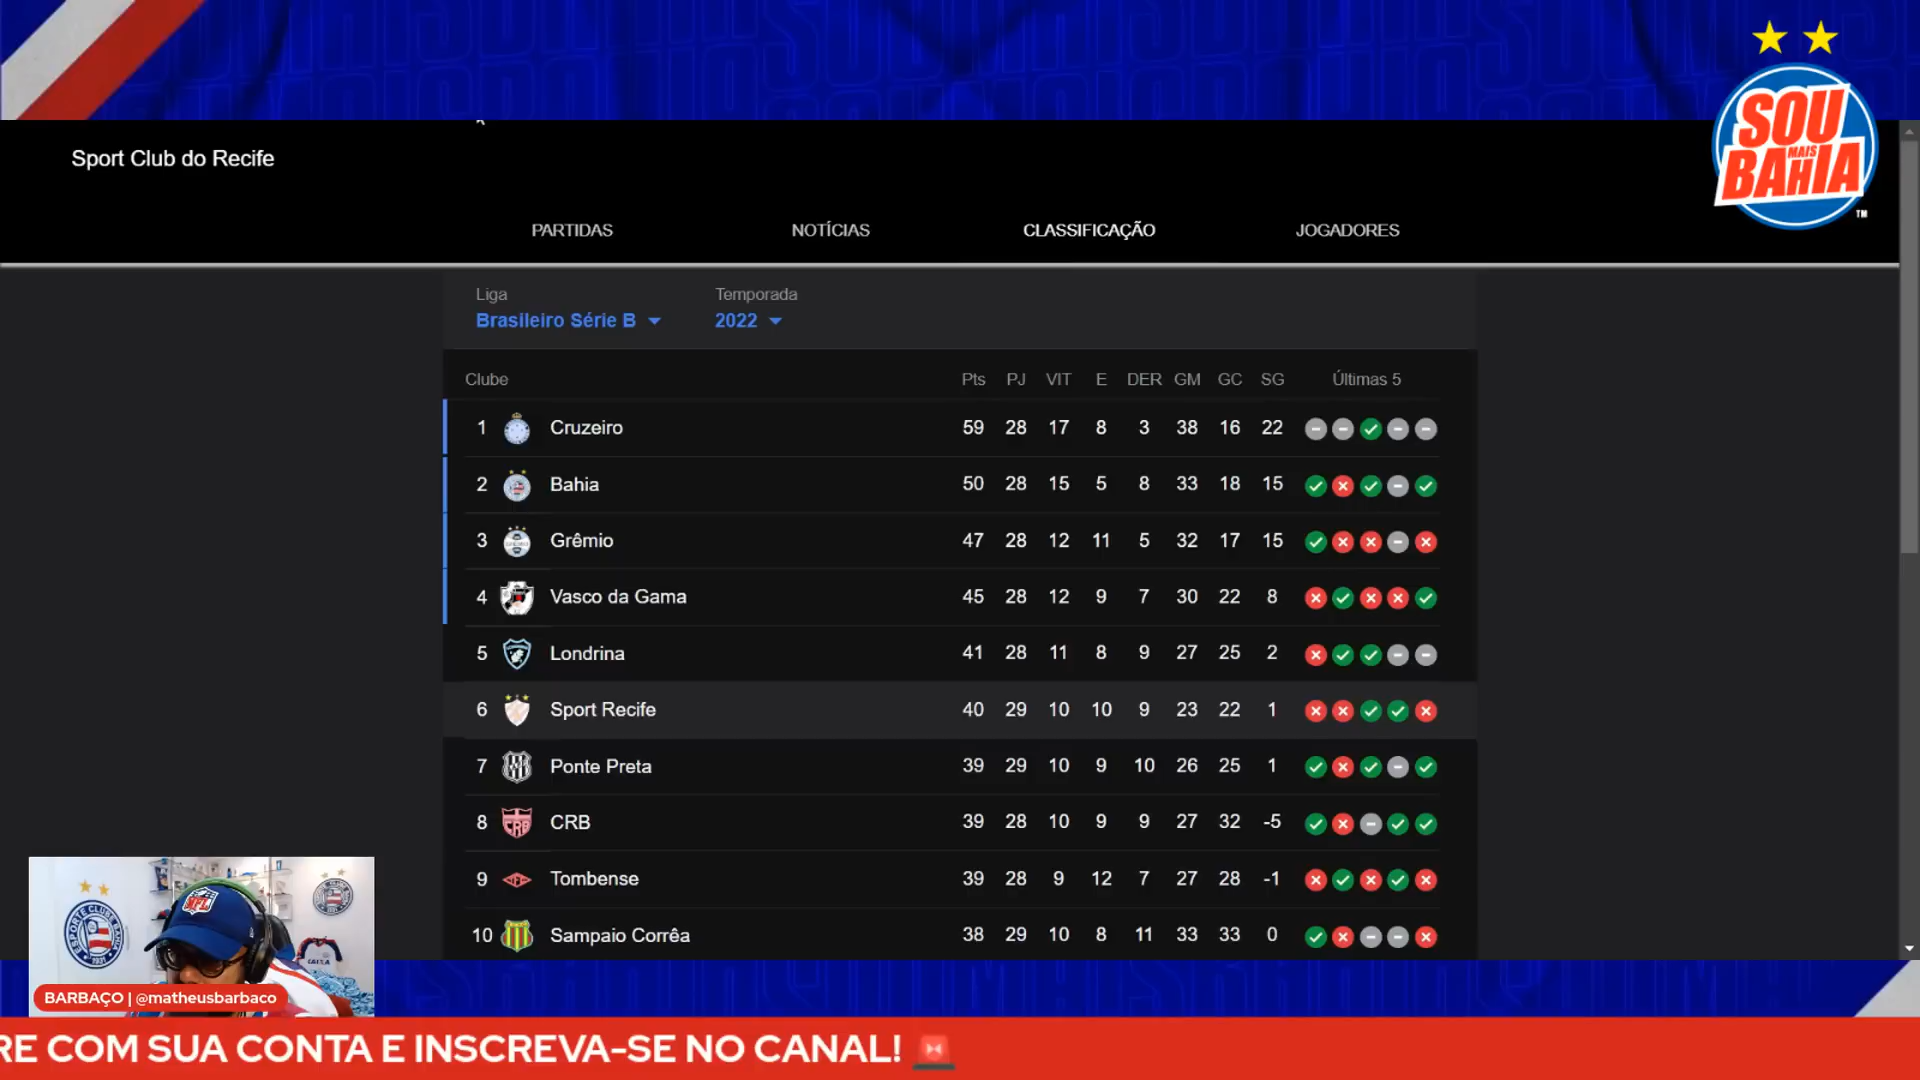 SOU
MAIS
BAHIA
TM
Sport Club do Recife
PARTIDAS NOTÍCIAS CLASSIFICAÇÃO JOGADORES
Liga Temporada
Brasileiro Série B 2022
Clube Pts PJ VIT E DER GM GC SG Últimas 5
1 Cruzeiro 59 28 17 8 3 38 16 22
2 Bahia 50 28 15 5 8 33 18 15
3 Grêmio 47 28 12 11 5 32 17 15
4 Vasco da Gama 45 28 12 9 7 30 22 8
5 Londrina 41 28 11 8 9 27 25 2
6 Sport Recife 40 29 10 10 9 23 22 1
7 Ponte Preta 39 29 10 9 10 26 25 1
8 CRB 39 28 10 9 9 27 32 -5
9 Tombense 39 28 9 12 7 27 28 -1
10 Sampaio Corrêa 38 29 10 8 11 33 33 0
NFL
ESPORTE CLUBE BAHIA
1931
BARBAÇO | @matheusbarbaco
RE COM SUA CONTA E INSCREVA-SE NO CANAL!